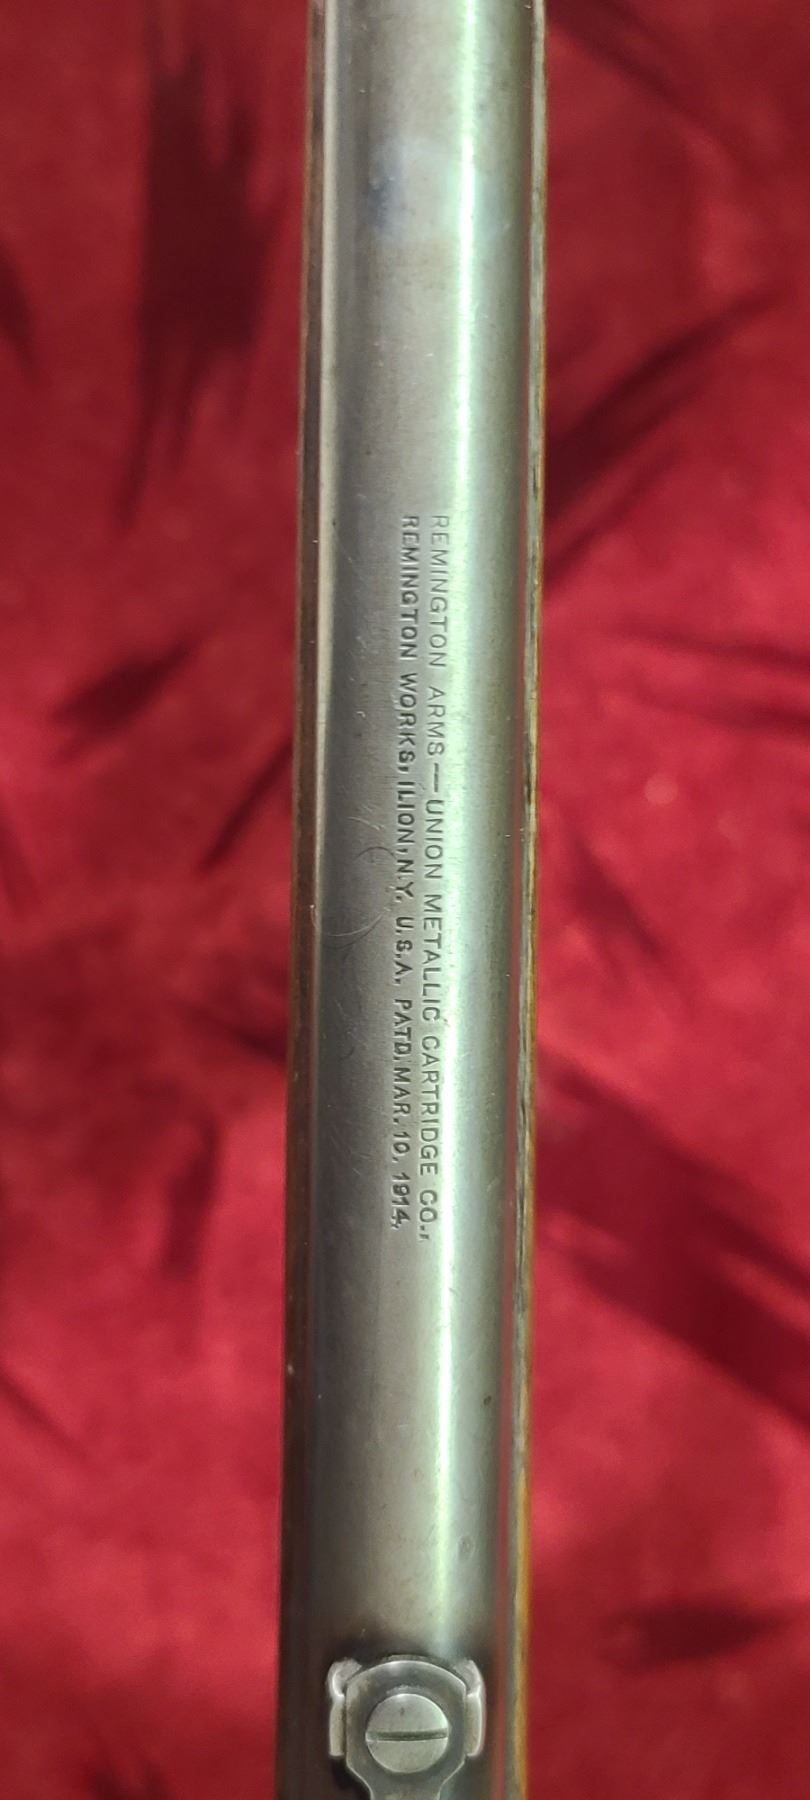 REMINGTON ARMS—UNION METALLIC CARTRIDGE CO.,
REMINGTON WORKS, ILION, N.Y. U.S.A. PATD. MAR. 10, 1914.